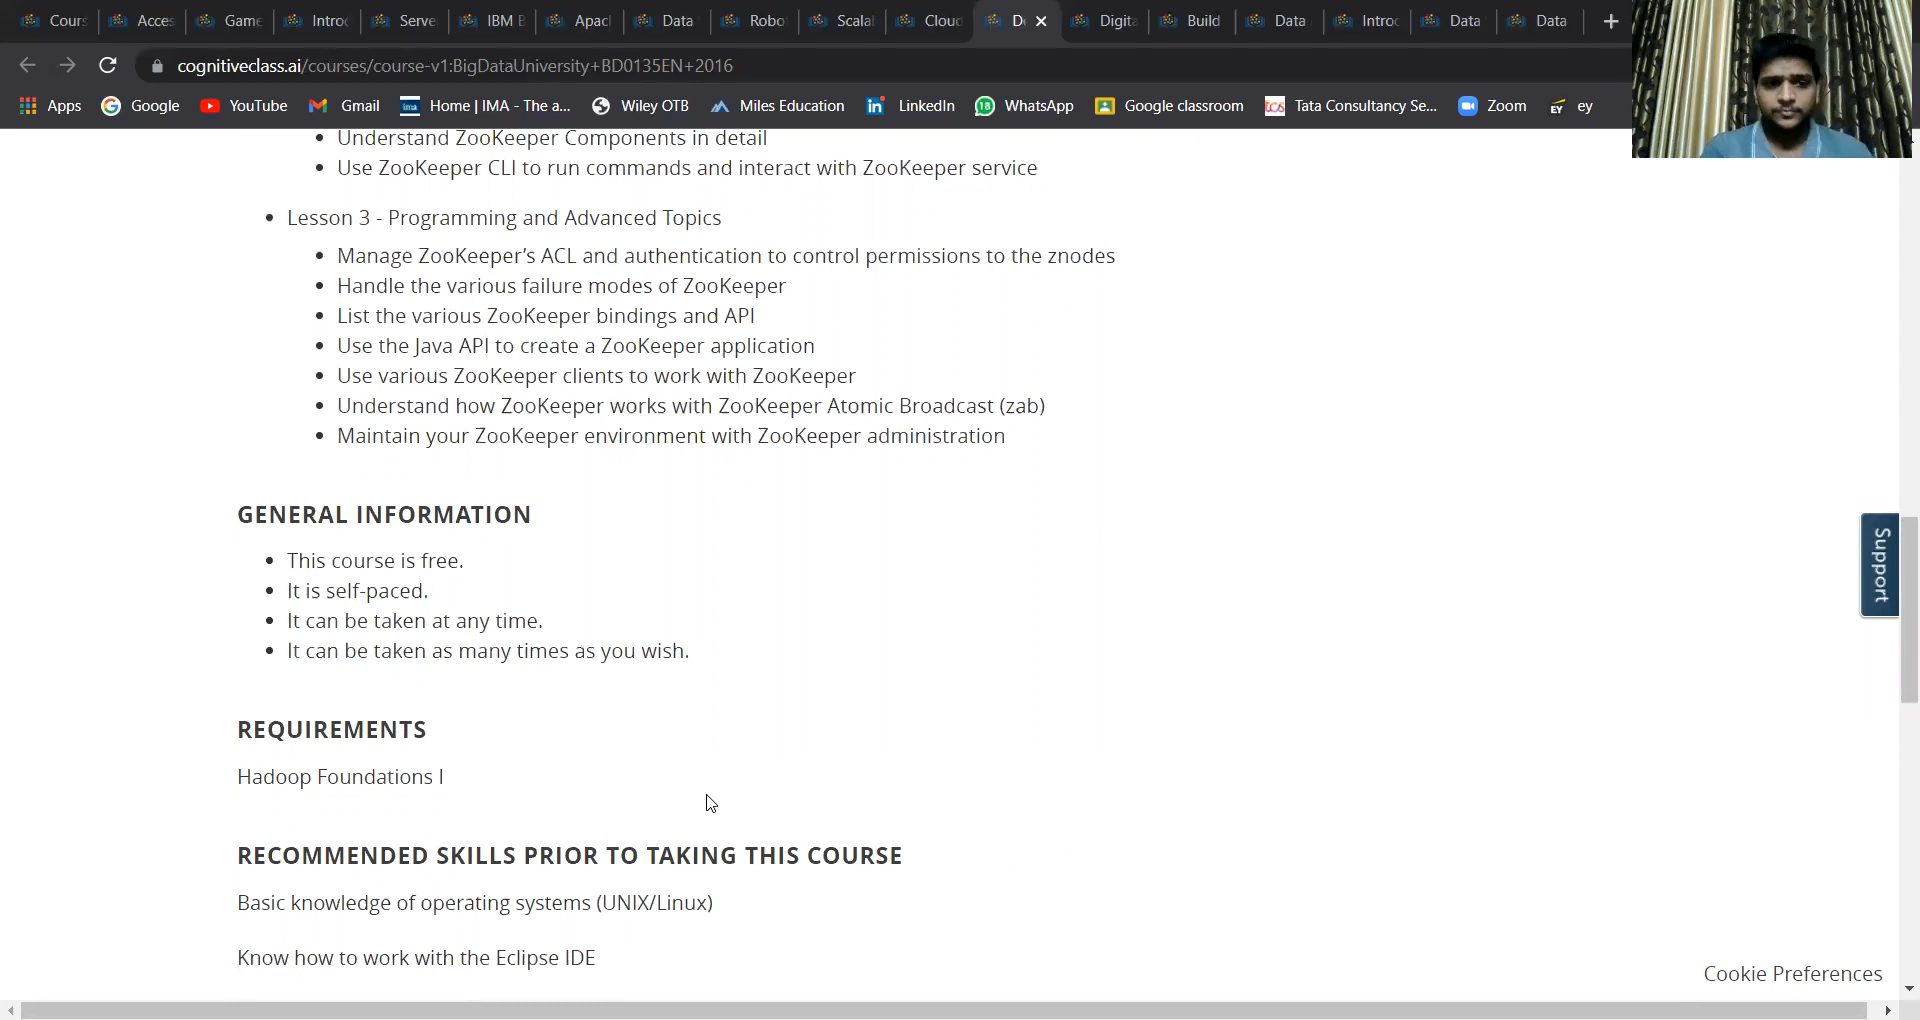 Cours
Acces
Game
Introc
Serve
IBM B
Apac
Data
Robo
Scalal
Cloud
D
Digita
Build
Data
Introc
Data
Data
cognitiveclass.ai/courses/course-v1:BigDataUniversity+BD0135EN+2016
Apps
Google
YouTube
Gmail
ima
Home | IMA - The a...
Wiley OTB
Miles Education
LinkedIn
18
WhatsApp
Google classroom
tcs
Tata Consultancy Se...
Zoom
EY
ey
Understand ZooKeeper Components in detail
Use ZooKeeper CLI to run commands and interact with ZooKeeper service
Lesson 3 - Programming and Advanced Topics
Manage ZooKeeper’s ACL and authentication to control permissions to the znodes
Handle the various failure modes of ZooKeeper
List the various ZooKeeper bindings and API
Use the Java API to create a ZooKeeper application
Use various ZooKeeper clients to work with ZooKeeper
Understand how ZooKeeper works with ZooKeeper Atomic Broadcast (zab)
Maintain your ZooKeeper environment with ZooKeeper administration
GENERAL INFORMATION
This course is free.
It is self-paced.
It can be taken at any time.
It can be taken as many times as you wish.
Support
REQUIREMENTS
Hadoop Foundations I
RECOMMENDED SKILLS PRIOR TO TAKING THIS COURSE
Basic knowledge of operating systems (UNIX/Linux)
Know how to work with the Eclipse IDE
Cookie Preferences